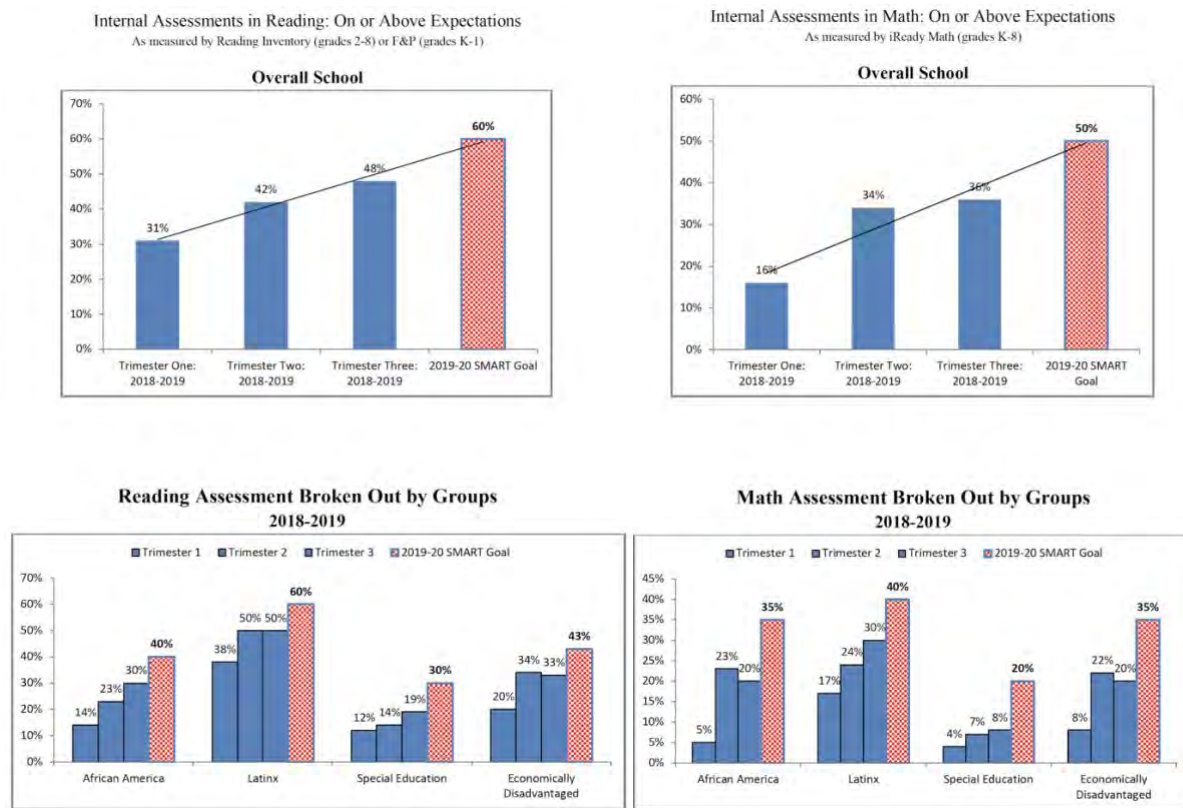 Internal Assessments in Reading: On or Above Expectations
As measured by Reading Inventory (grades 2-8) or F&P (grades K-1)
Overall School
70%
60%
50%
40%
30%
20%
10%
0%
31%
42%
48%
60%
Trimester One:
2018-2019
Trimester Two:
2018-2019
Trimester Three:
2018-2019
2019-20 SMART Goal
Internal Assessments in Math: On or Above Expectations
As measured by iReady Math (grades K-8)
Overall School
60%
50%
40%
30%
20%
10%
0%
16%
34%
36%
50%
Trimester One:
2018-2019
Trimester Two:
2018-2019
Trimester Three:
2018-2019
2019-20 SMART
Goal
Reading Assessment Broken Out by Groups
2018-2019
Trimester 1 Trimester 2 Trimester 3 2019-20 SMART Goal
70%
60%
50%
40%
30%
20%
10%
0%
14% 23% 30% 40%
38% 50% 50% 60%
12% 14% 19% 30%
20% 34% 33% 43%
African America
Latinx
Special Education
Economically
Disadvantaged
Math Assessment Broken Out by Groups
2018-2019
Trimester 1 Trimester 2 Trimester 3 2019-20 SMART Goal
45%
40%
35%
30%
25%
20%
15%
10%
5%
0%
5% 23% 20% 35%
17% 24% 30% 40%
4% 7% 8% 20%
8% 22% 20% 35%
African America
Latinx
Special Education
Economically
Disadvantaged